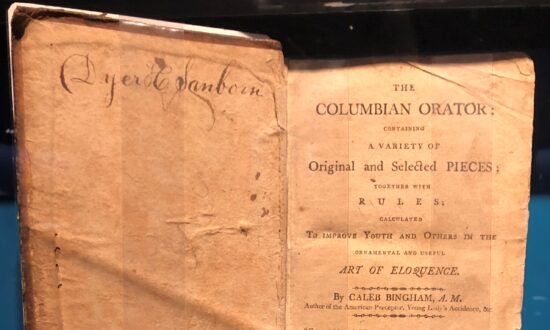 Dyer H Sanborn
THE
COLUMBIAN ORATOR:
CONTAINING
A VARIETY OF
Original and Selected PIECES;
TOGETHER WITH
RULES;
CALCULATED
TO IMPROVE YOUTH AND OTHERS IN THE
ORNAMENTAL AND USEFUL
ART OF ELOQUENCE.
By CALEB BINGHAM, A. M.
Author of the American Preceptor, Young Lady's Accidence, &c